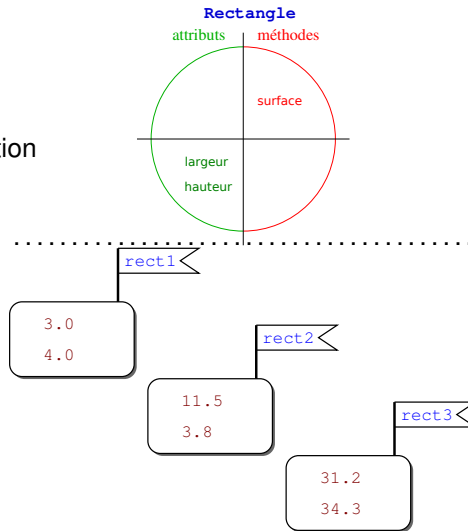 Rectangle
attributs méthodes
surface
largeur
hauteur
rect1
3.0
4.0
rect2
11.5
3.8
rect3
31.2
34.3